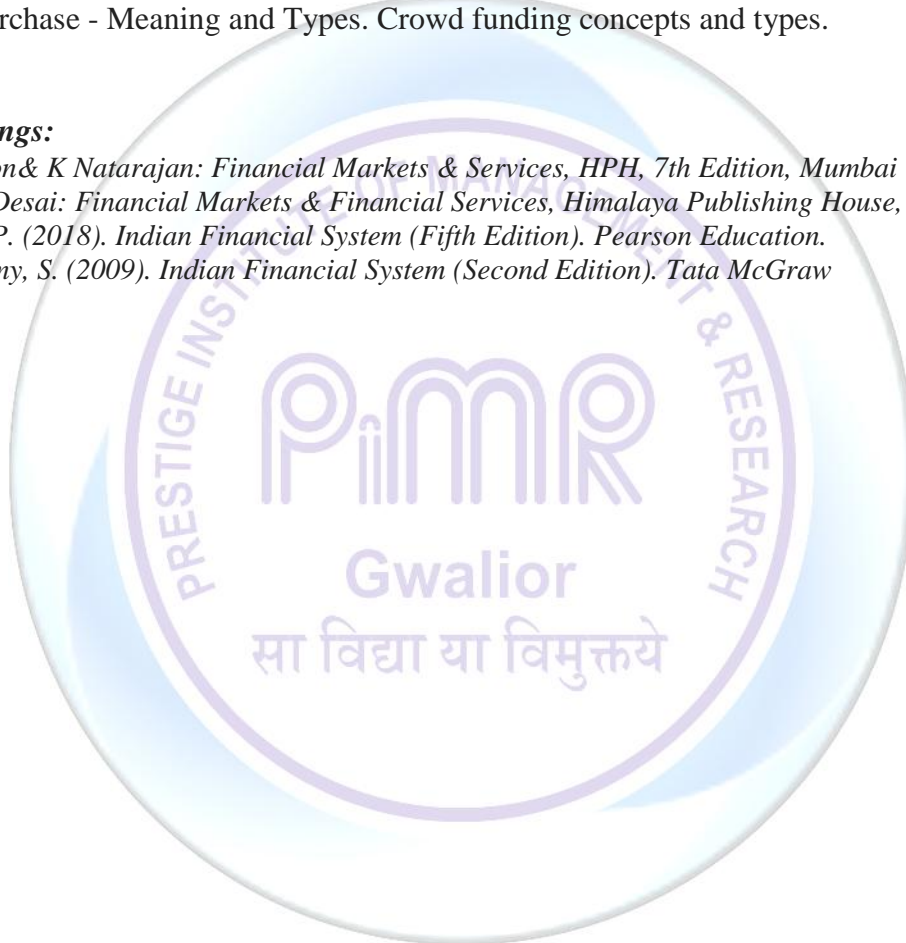 rchase - Meaning and Types. Crowd funding concepts and types.
ngs:
on& K Natarajan: Financial Markets & Services, HPH, 7th Edition, Mumbai
Desai: Financial Markets & Financial Services, Himalaya Publishing House,
P. (2018). Indian Financial System (Fifth Edition). Pearson Education.
ny, S. (2009). Indian Financial System (Second Edition). Tata McGraw
PRESTIGE INSTITUTE OF MANAGEMENT & RESEARCH
PiMR
Gwalior
सा विद्या या विमुक्तये